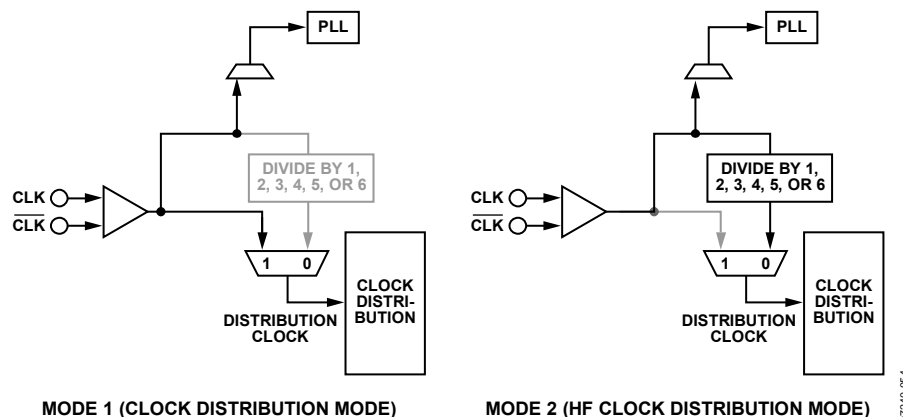 PLL
DIVIDE BY 1,
2, 3, 4, 5, OR 6
CLK
CLK
1 0
CLOCK
DISTRI-
BUTION
DISTRIBUTION
CLOCK
MODE 1 (CLOCK DISTRIBUTION MODE)
PLL
DIVIDE BY 1,
2, 3, 4, 5, OR 6
CLK
CLK
1 0
CLOCK
DISTRI-
BUTION
DISTRIBUTION
CLOCK
MODE 2 (HF CLOCK DISTRIBUTION MODE)